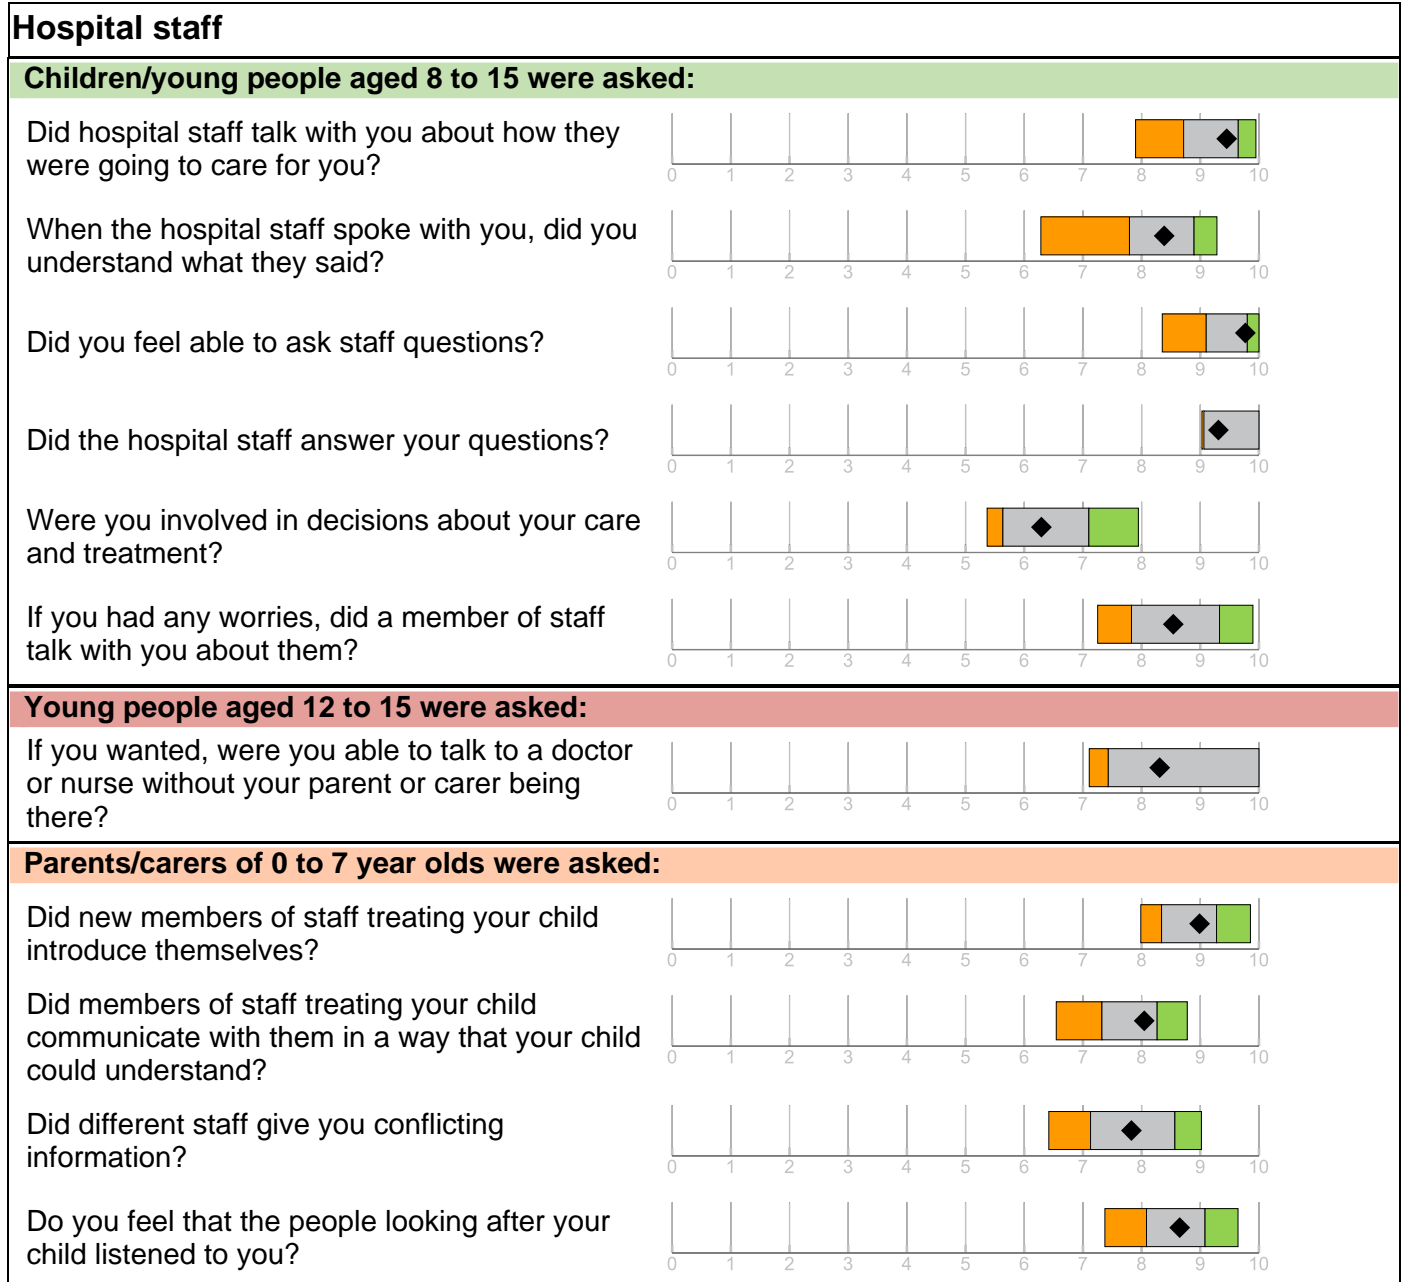 Hospital staff
Children/young people aged 8 to 15 were asked:
Did hospital staff talk with you about how they
were going to care for you?
0 1 2 3 4 5 6 7 8 9 10
When the hospital staff spoke with you, did you
understand what they said?
0 1 2 3 4 5 6 7 8 9 10
Did you feel able to ask staff questions?
0 1 2 3 4 5 6 7 8 9 10
Did the hospital staff answer your questions?
0 1 2 3 4 5 6 7 8 9 10
Were you involved in decisions about your care
and treatment?
0 1 2 3 4 5 6 7 8 9 10
If you had any worries, did a member of staff
talk with you about them?
0 1 2 3 4 5 6 7 8 9 10
Young people aged 12 to 15 were asked:
If you wanted, were you able to talk to a doctor
or nurse without your parent or carer being
there?
0 1 2 3 4 5 6 7 8 9 10
Parents/carers of 0 to 7 year olds were asked:
Did new members of staff treating your child
introduce themselves?
0 1 2 3 4 5 6 7 8 9 10
Did members of staff treating your child
communicate with them in a way that your child
could understand?
0 1 2 3 4 5 6 7 8 9 10
Did different staff give you conflicting
information?
0 1 2 3 4 5 6 7 8 9 10
Do you feel that the people looking after your
child listened to you?
0 1 2 3 4 5 6 7 8 9 10